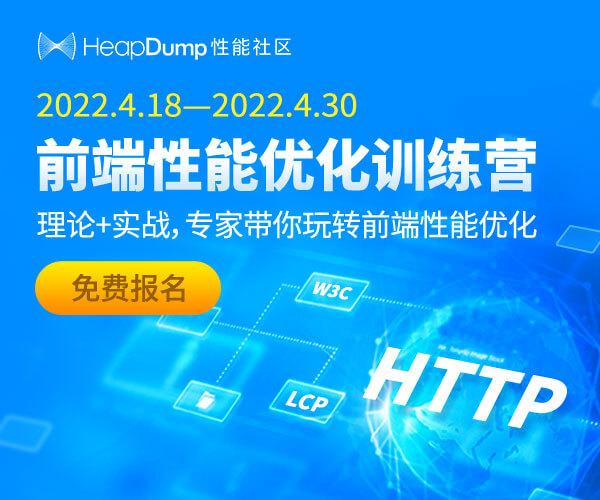 HeapDump性能社区
2022.4.18—2022.4.30
前端性能优化训练营
理论+实战，专家带你玩转前端性能优化
免费报名
W3C
LCP
HTTP